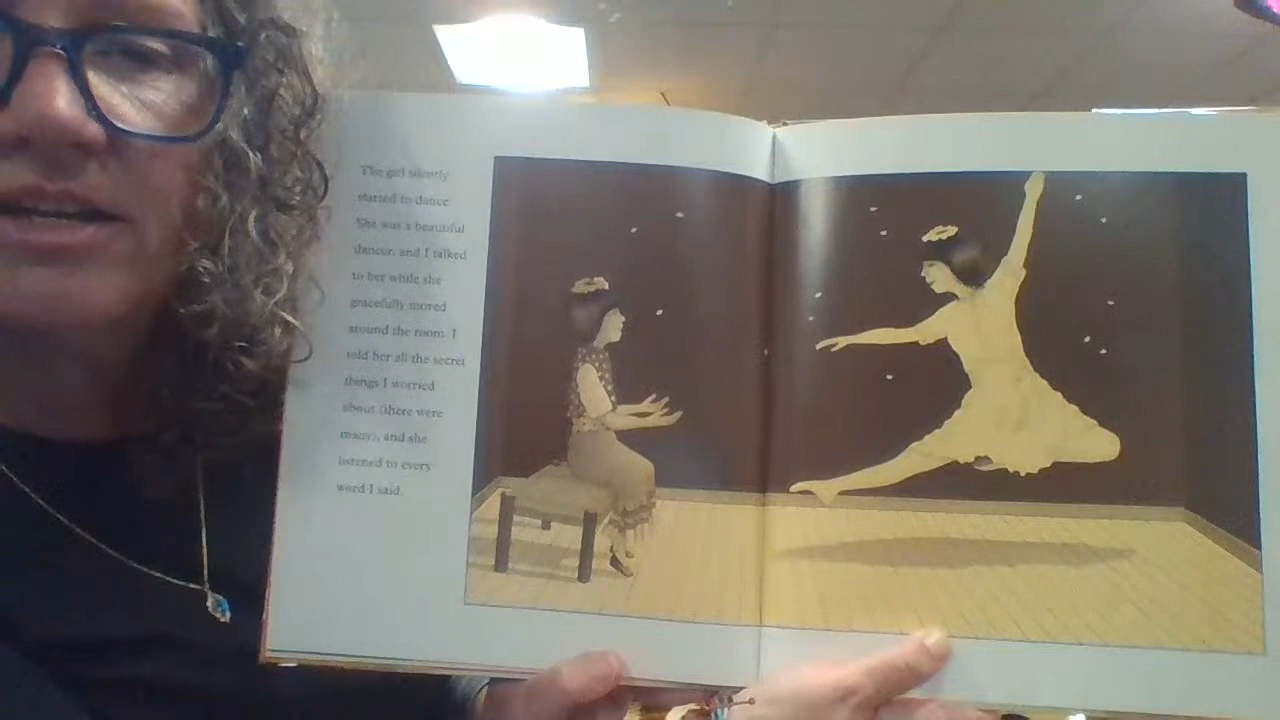 The girl silently
started to dance
She was a beautiful
dancer, and I talked
to her while she
gracefully moved
around the room. I
told her all the secret
things I worried
about (there were
many), and she
listened to every
word I said.